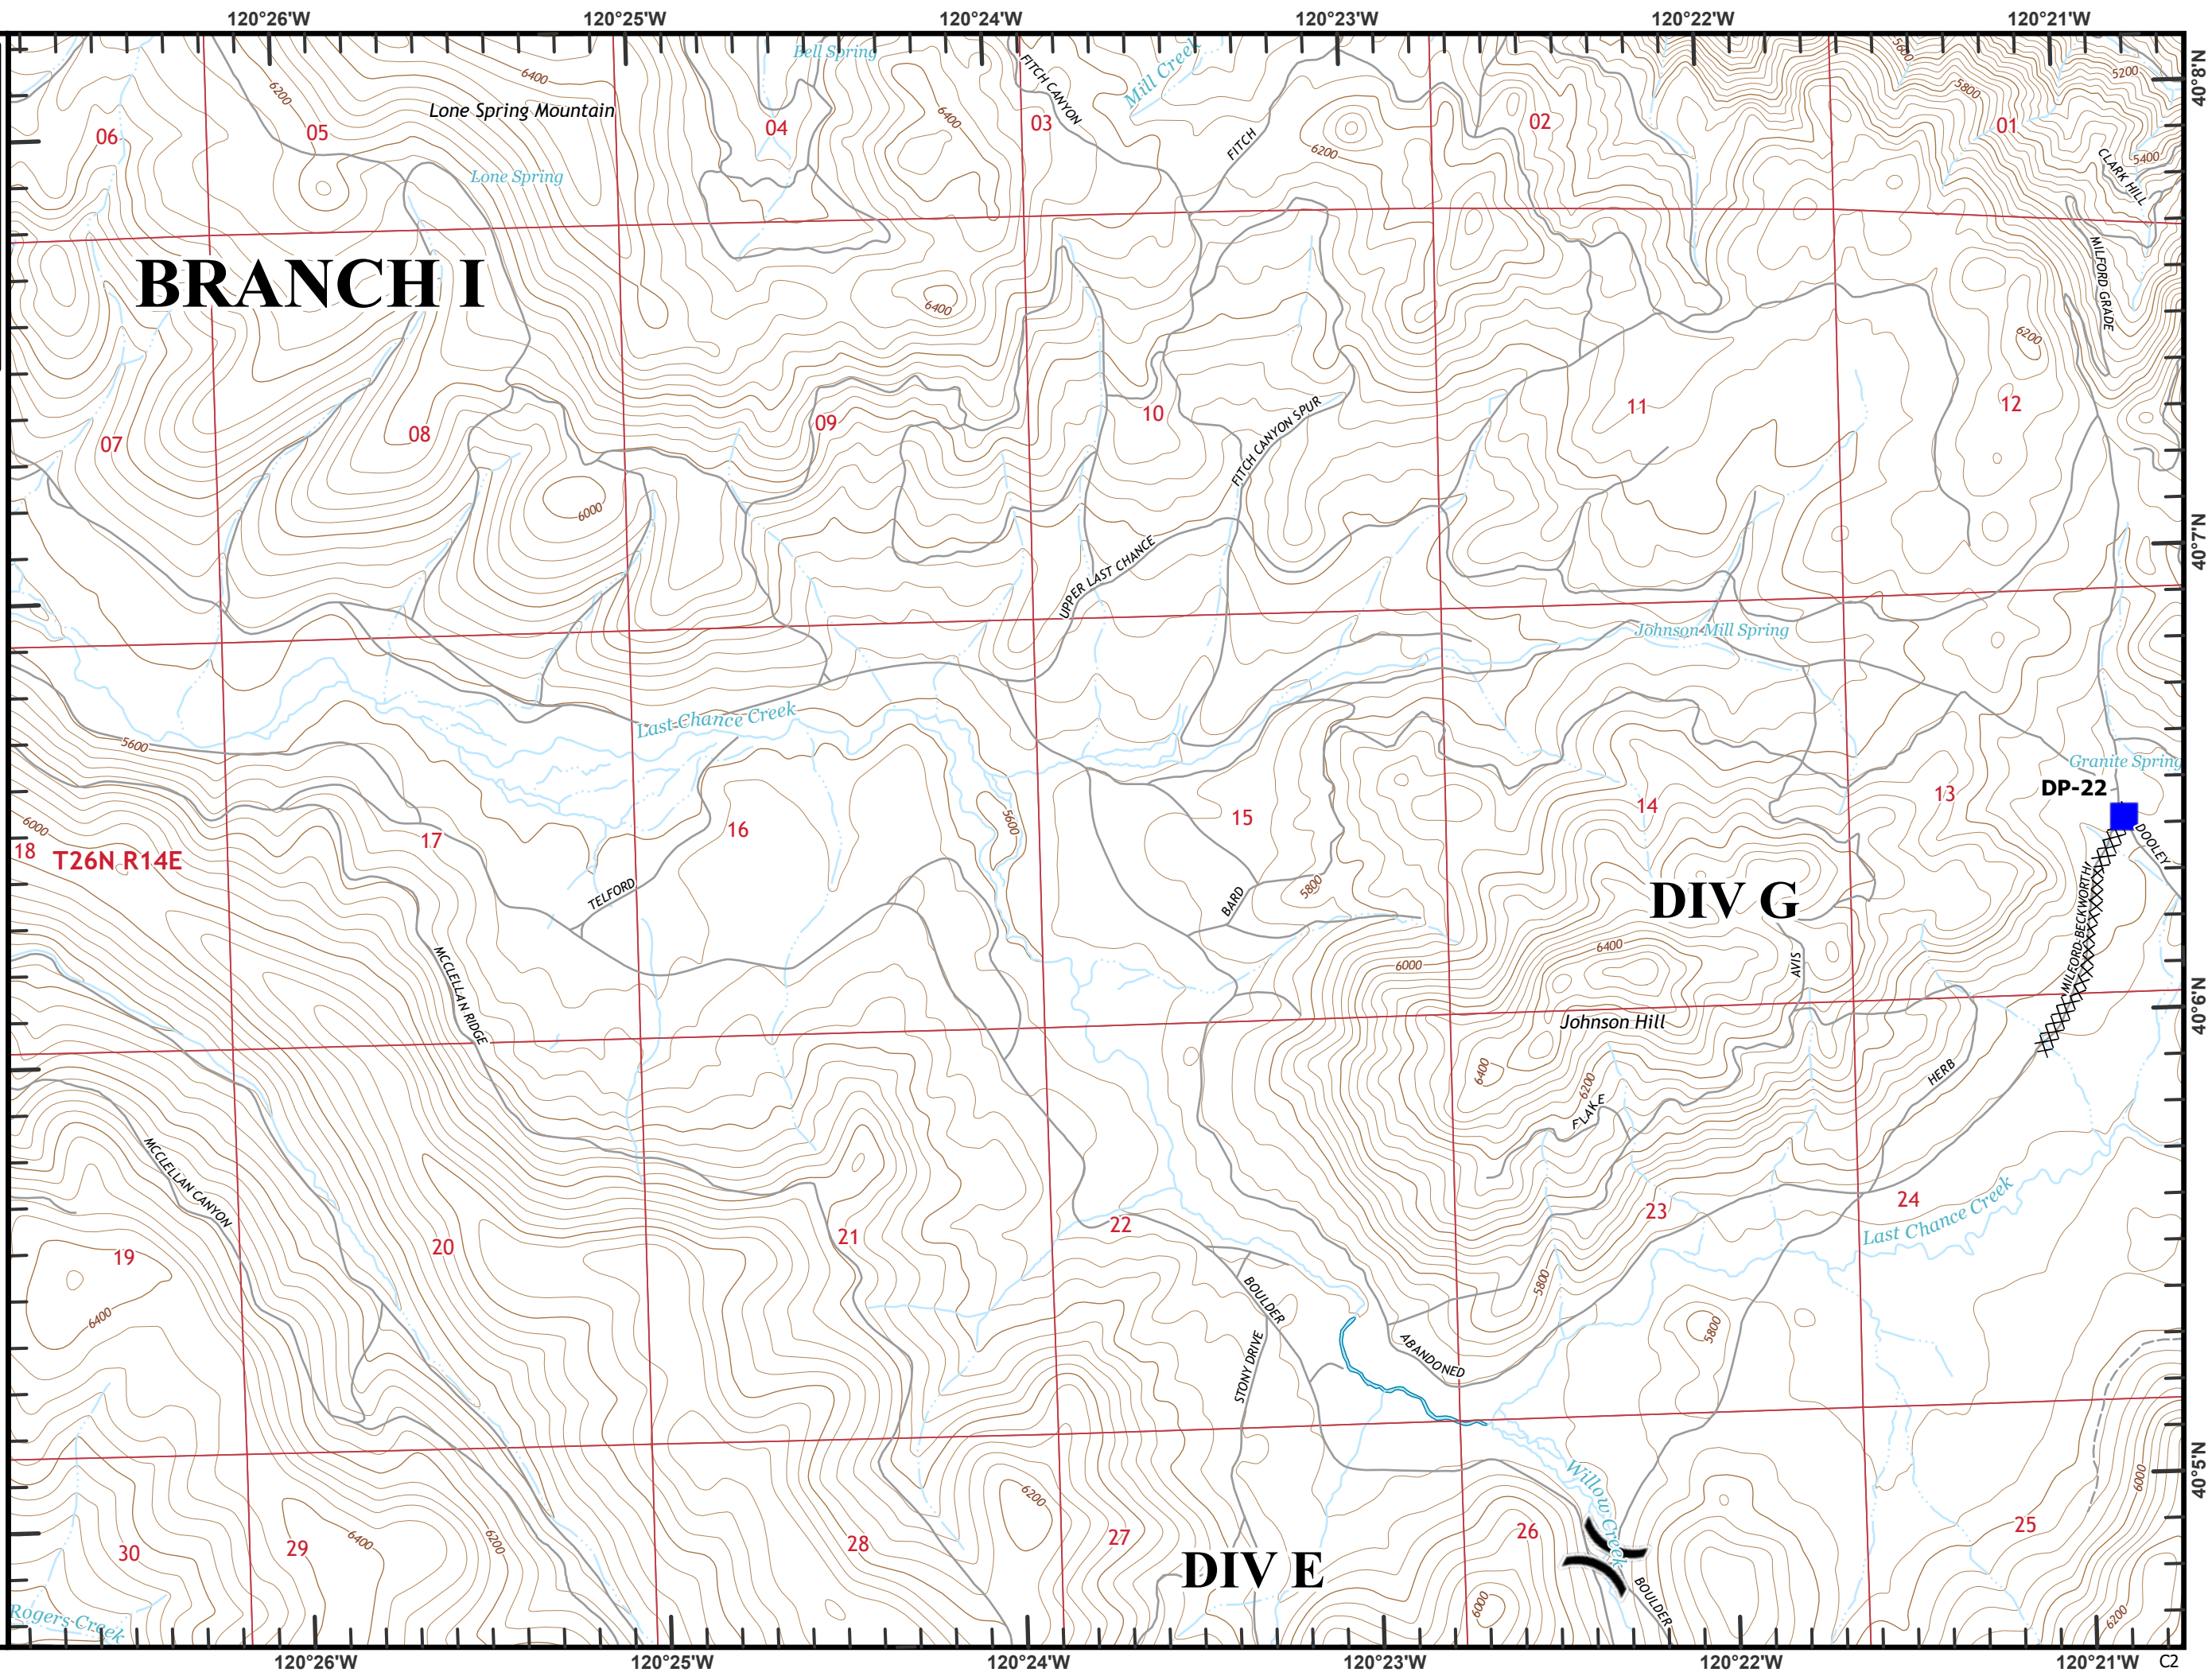 120°26'W 120°25'W 120°24'W 120°23'W 120°22'W 120°21'W
Bell Spring
Mill Creek
FITCH CANYON
5600
5200
40°8'N
6400
6200
5800
Lone Spring Mountain
6400
06
05
04
03
02
01
FITCH
6200
5400
CLARK HILL
Lone Spring
BRANCH I
MILFORD GRADE
6400
6200
07
08
09
10
11
12
FITCH CANYON SPUR
6000
40°7'N
UPPER LAST CHANCE
Johnson Mill Spring
Last Chance Creek
5600
Granite Spring
DP-22
6000
18
T26N R14E
17
16
5600
15
14
13
DOOLEY
TELFORD
BARD
5800
DIV G
MILFORD-BECKWORTH
6400
6000
AVIS
MCCLELLAN RIDGE
40°6'N
Johnson Hill
6400
6200
HERB
FLAKE
MCCLELLAN CANYON
19
20
21
22
23
24
Last Chance Creek
6400
BOULDER
5800
5800
STONY DRIVE
ABANDONED
Willow Creek
40°5'N
6000
6200
30
29
6400
6200
28
27
26
25
DIV E
6000
BOULDER
6200
Rogers Creek
120°26'W 120°25'W 120°24'W 120°23'W 120°22'W 120°21'W
C2